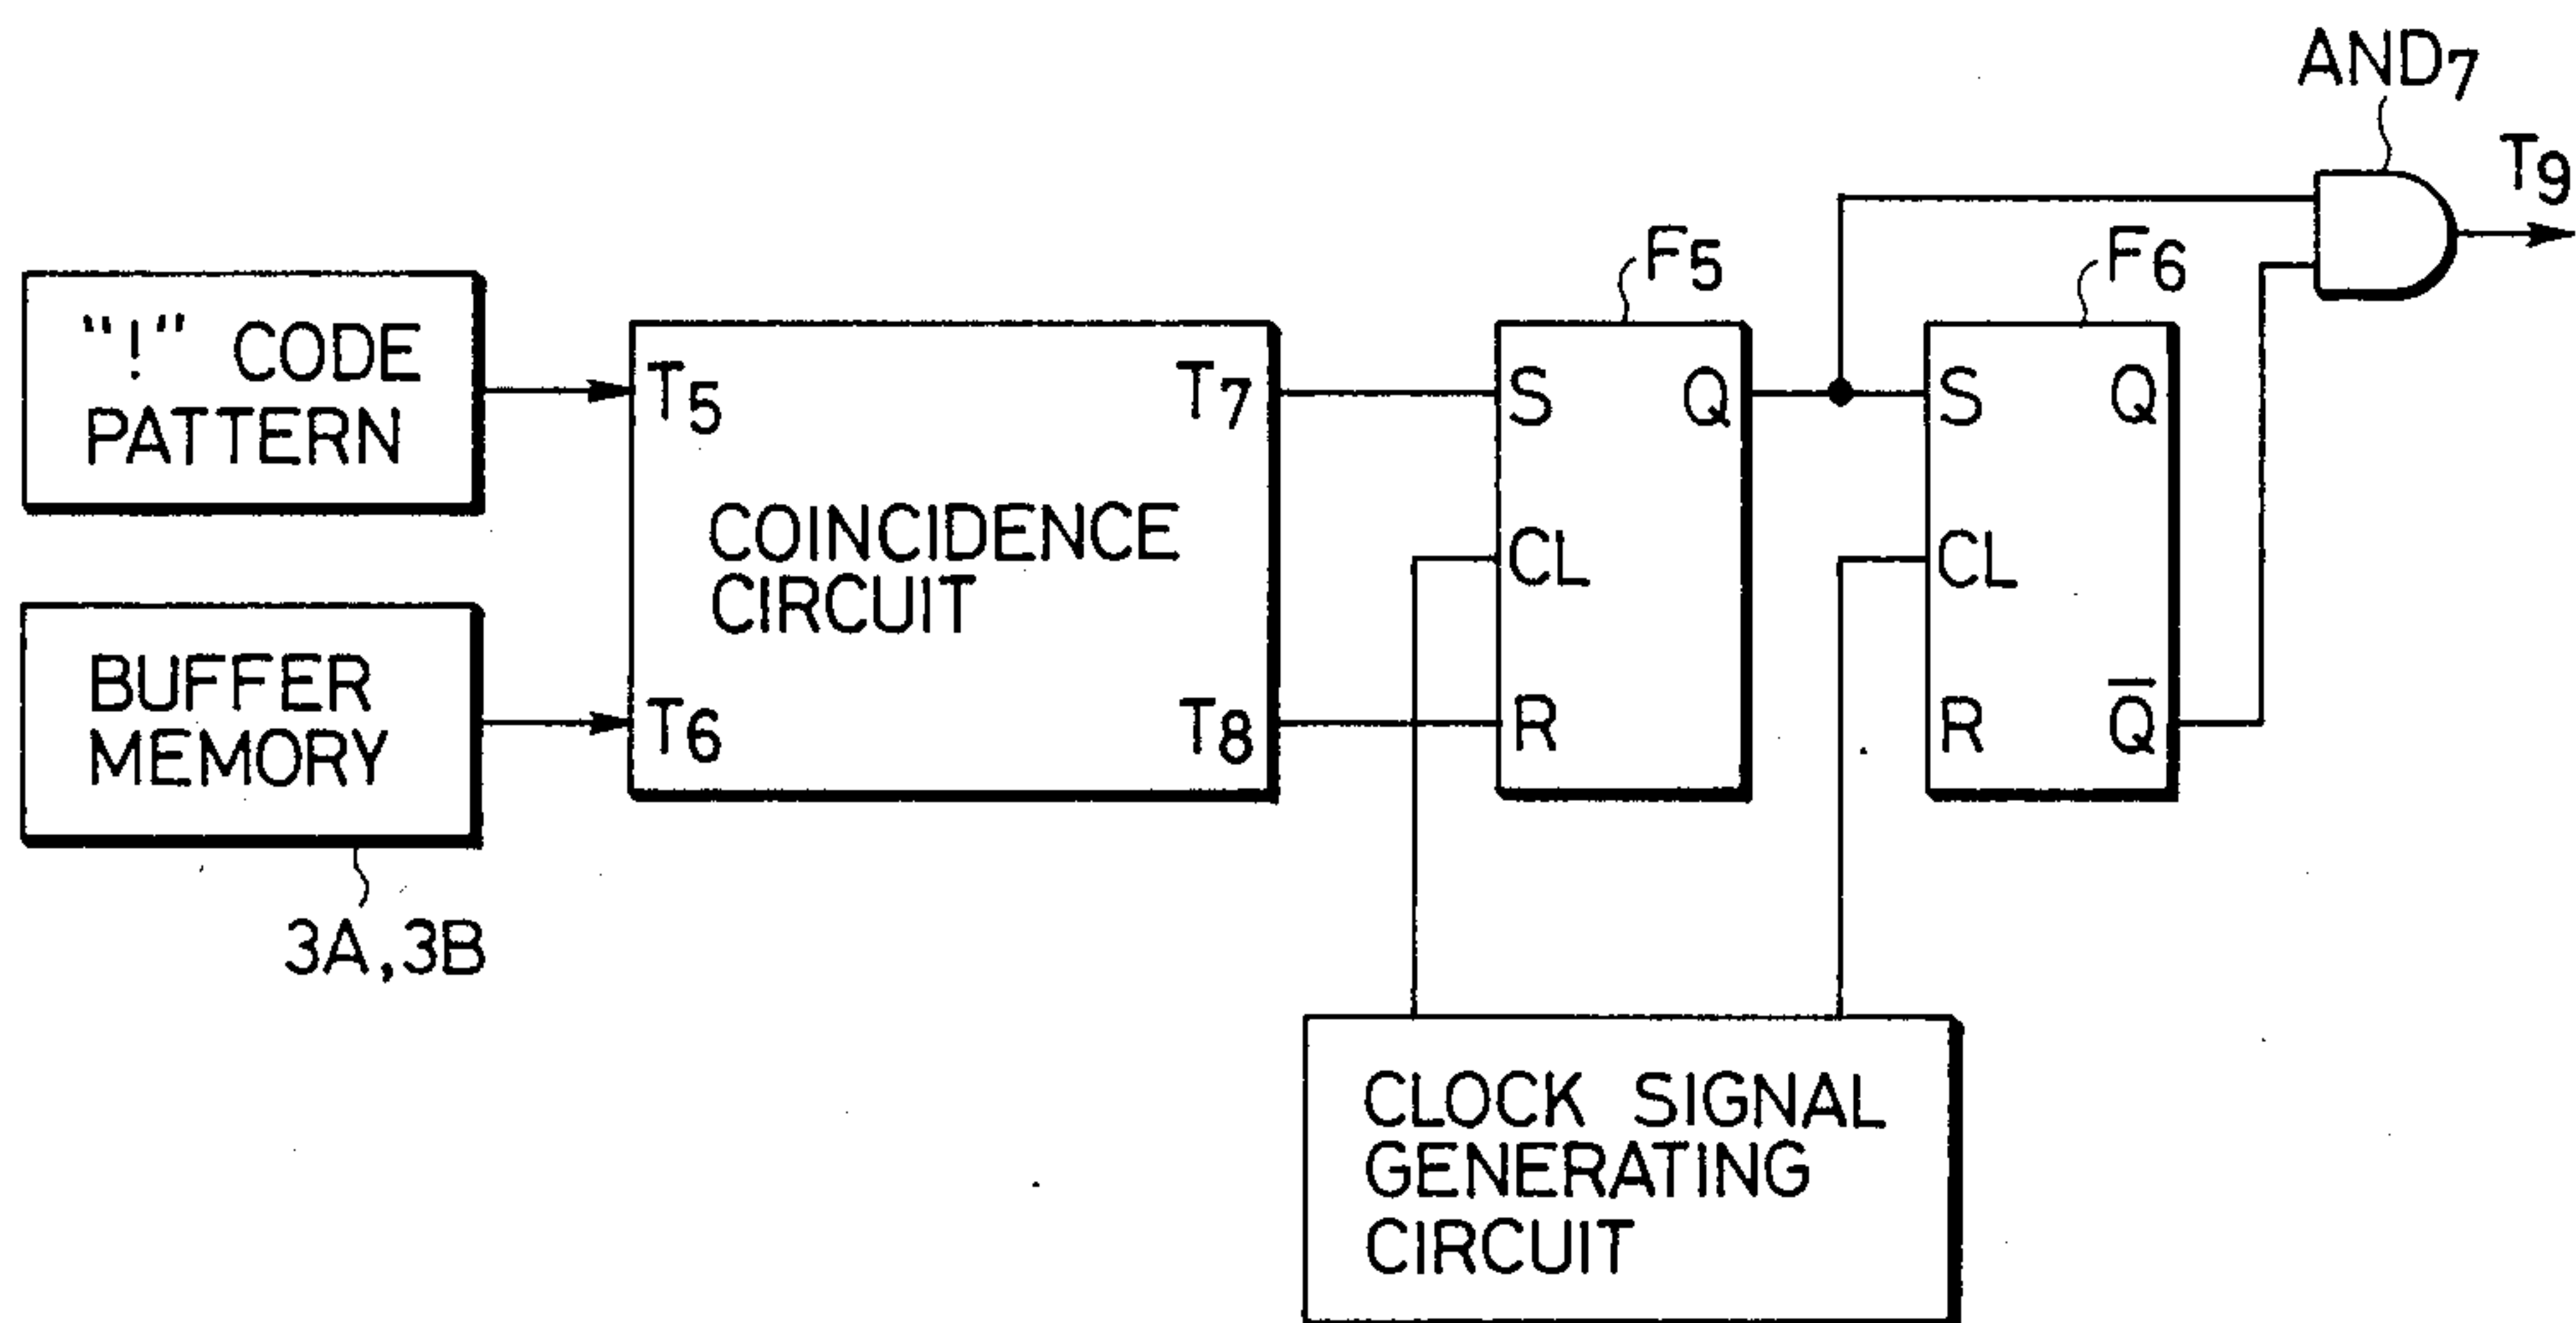 AND7
T9
F5
F6
"!" CODE
PATTERN
T5
T7
S
Q
S
Q
COINCIDENCE
CIRCUIT
CL
CL
BUFFER
MEMORY
T6
T8
R
R
Q̅
3A,3B
CLOCK SIGNAL
GENERATING
CIRCUIT